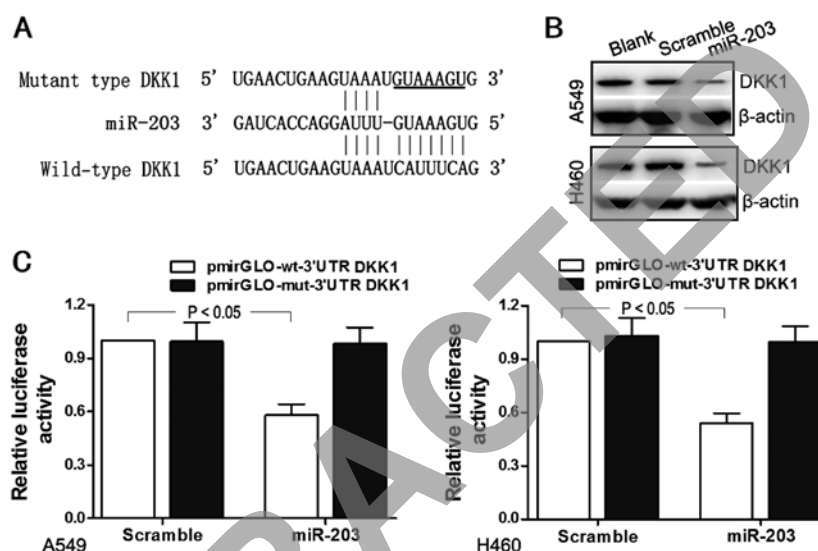 A
Mutant type DKK1 5' UGAACUGAAGUAAAUGUAAAGUG 3'
miR-203 3' GAUCACCAGGAUUU-GUAAAGUG 5'
Wild-type DKK1 5' UGAACUGAAGUAAAUCAUUUCAG 3'
B
Blank Scramble miR-203
A549
DKK1
β-actin
H460
DKK1
β-actin
C
pmirGLO-wt-3'UTR DKK1
pmirGLO-mut-3'UTR DKK1
Relative luciferase
activity
1.2
0.9
0.6
0.3
0.0
P < 0.05
Scramble miR-203
A549
pmirGLO-wt-3'UTR DKK1
pmirGLO-mut-3'UTR DKK1
Relative luciferase
activity
1.2
0.9
0.6
0.3
0.0
P < 0.05
Scramble miR-203
H460
RETRACTED